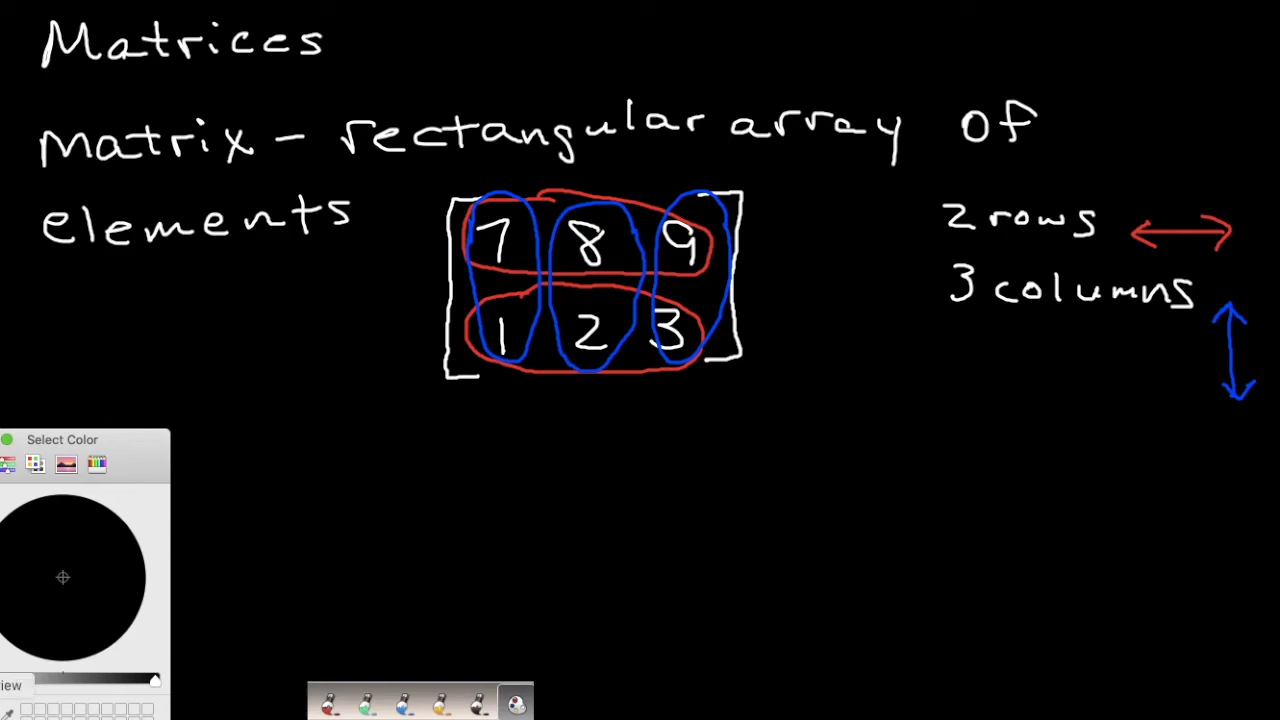 Matrices
matrix - rectangular array of
elements
7 8 9
1 2 3
2 rows
3 columns
Select Color
iew